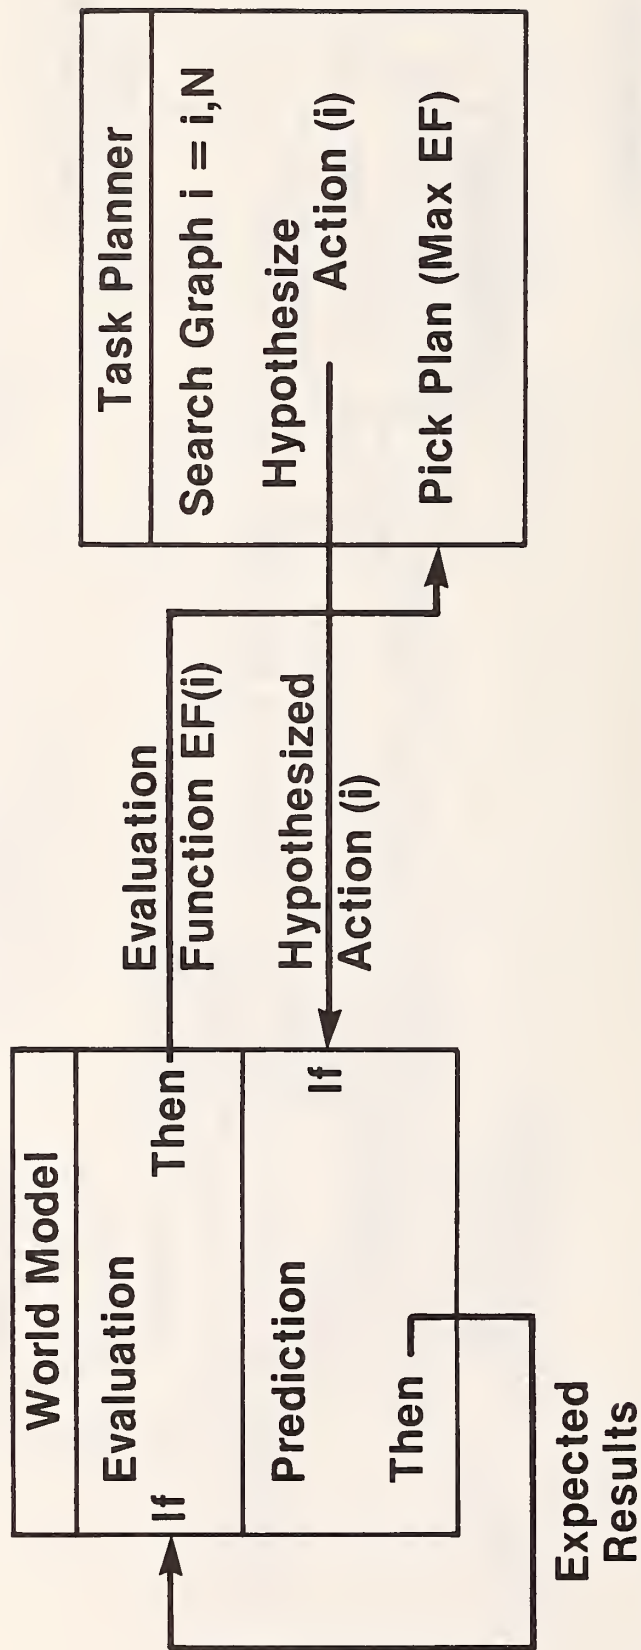 World Model
Evaluation
If
Then
Prediction
If
Then
Expected
Results
Evaluation
Function EF(i)
Hypothesized
Action (i)
Task Planner
Search Graph i = i,N
Hypothesize
Action (i)
Pick Plan (Max EF)